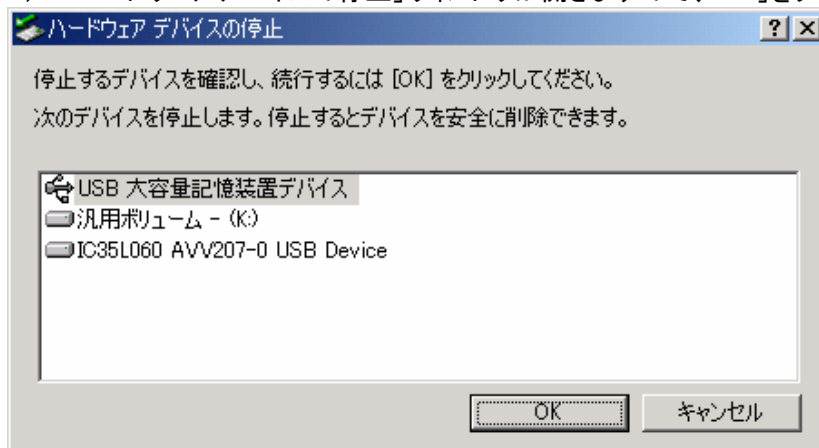 ハードウェア デバイスの停止
停止するデバイスを確認し、続行するには [OK] をクリックしてください。
次のデバイスを停止します。停止するとデバイスを安全に削除できます。
USB 大容量記憶装置デバイス
汎用ボリューム - (K:)
IC35L060 AVV207-0 USB Device
OK
キャンセル